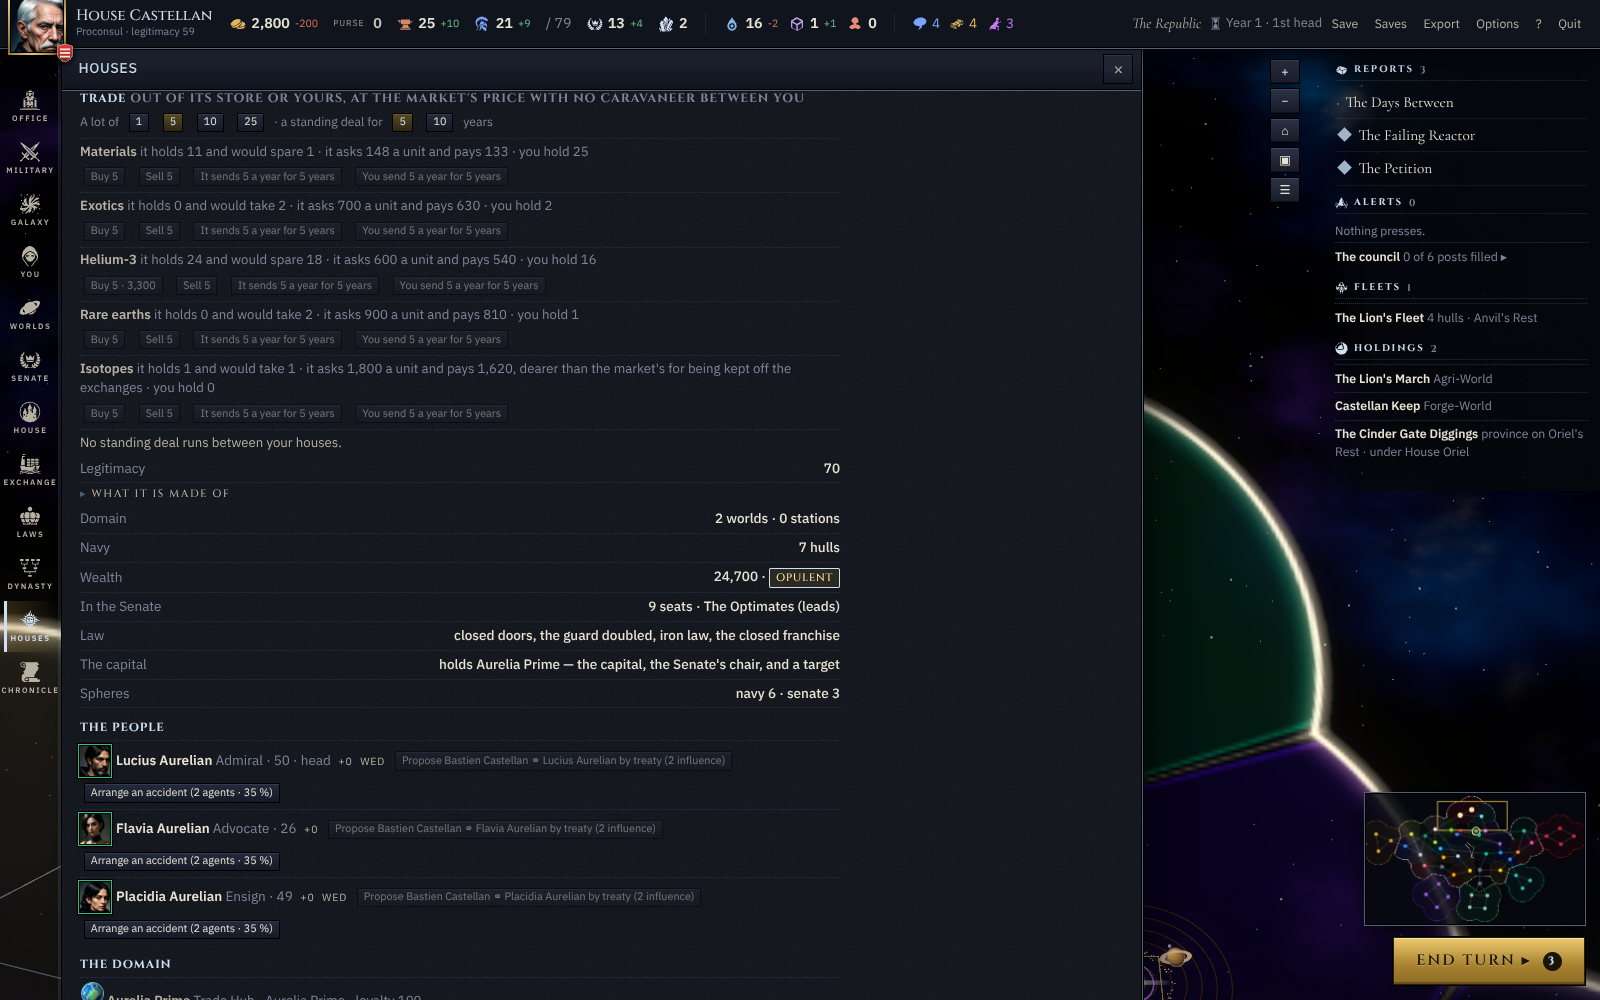 HOUSE CASTELLAN
Proconsul · legitimacy 59
2,800 -200 PURSE 0 25 +10 21 +9 / 79 13 +4 2 16 -2 1 +1 0 4 4 3
The Republic Year 1 · 1st head Save Saves Export Options ? Quit
OFFICE
MILITARY
GALAXY
YOU
WORLDS
SENATE
HOUSE
EXCHANGE
LAWS
DYNASTY
HOUSES
CHRONICLE
HOUSES ×
TRADE OUT OF ITS STORE OR YOURS, AT THE MARKET'S PRICE WITH NO CARAVANEER BETWEEN YOU
A lot of 1 5 10 25 · a standing deal for 5 10 years
Materials it holds 11 and would spare 1 · it asks 148 a unit and pays 133 · you hold 25
Buy 5 Sell 5 It sends 5 a year for 5 years You send 5 a year for 5 years
Exotics it holds 0 and would take 2 · it asks 700 a unit and pays 630 · you hold 2
Buy 5 Sell 5 It sends 5 a year for 5 years You send 5 a year for 5 years
Helium-3 it holds 24 and would spare 18 · it asks 600 a unit and pays 540 · you hold 16
Buy 5 · 3,300 Sell 5 It sends 5 a year for 5 years You send 5 a year for 5 years
Rare earths it holds 0 and would take 2 · it asks 900 a unit and pays 810 · you hold 1
Buy 5 Sell 5 It sends 5 a year for 5 years You send 5 a year for 5 years
Isotopes it holds 1 and would take 1 · it asks 1,800 a unit and pays 1,620, dearer than the market's for being kept off the
exchanges · you hold 0
Buy 5 Sell 5 It sends 5 a year for 5 years You send 5 a year for 5 years
No standing deal runs between your houses.
Legitimacy 70
▸ WHAT IT IS MADE OF
Domain 2 worlds · 0 stations
Navy 7 hulls
Wealth 24,700 · OPULENT
In the Senate 9 seats · The Optimates (leads)
Law closed doors, the guard doubled, iron law, the closed franchise
The capital holds Aurelia Prime — the capital, the Senate's chair, and a target
Spheres navy 6 · senate 3
THE PEOPLE
Lucius Aurelian Admiral · 50 · head +0 WED Propose Bastien Castellan ⚭ Lucius Aurelian by treaty (2 influence)
Arrange an accident (2 agents · 35 %)
Flavia Aurelian Advocate · 26 +0 Propose Bastien Castellan ⚭ Flavia Aurelian by treaty (2 influence)
Arrange an accident (2 agents · 35 %)
Placidia Aurelian Ensign · 49 +0 WED Propose Bastien Castellan ⚭ Placidia Aurelian by treaty (2 influence)
Arrange an accident (2 agents · 35 %)
THE DOMAIN
Aurelia Prime Trade Hub · Aurelia Prime · loyalty 100
+
−
REPORTS 3
· The Days Between
The Failing Reactor
The Petition
ALERTS 0
Nothing presses.
The council 0 of 6 posts filled ▸
FLEETS 1
The Lion's Fleet 4 hulls · Anvil's Rest
HOLDINGS 2
The Lion's March Agri-World
Castellan Keep Forge-World
The Cinder Gate Diggings province on Oriel's
Rest · under House Oriel
END TURN ▸ 3